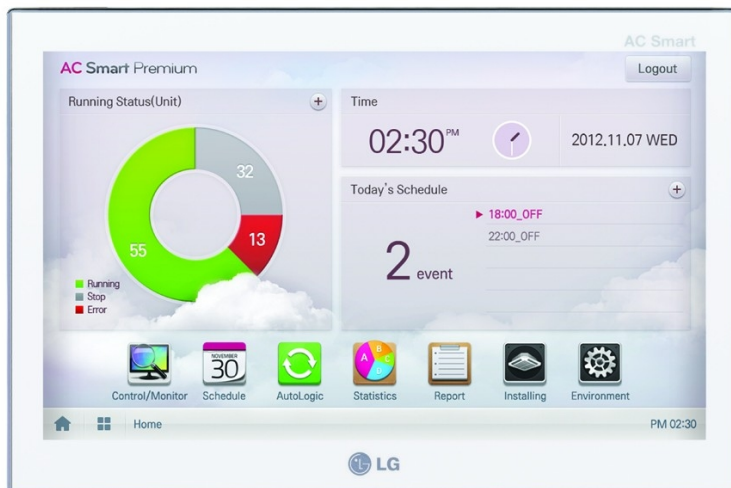 AC Smart
AC Smart Premium
Logout
Running Status(Unit)
+
32
13
55
Running
Stop
Error
Time
02:30 PM
2012.11.07 WED
Today's Schedule
+
2 event
18:00_OFF
22:00_OFF
NOVEMBER
30
A
B
C
D
Control/Monitor
Schedule
AutoLogic
Statistics
Report
Installing
Environment
Home
PM 02:30
LG